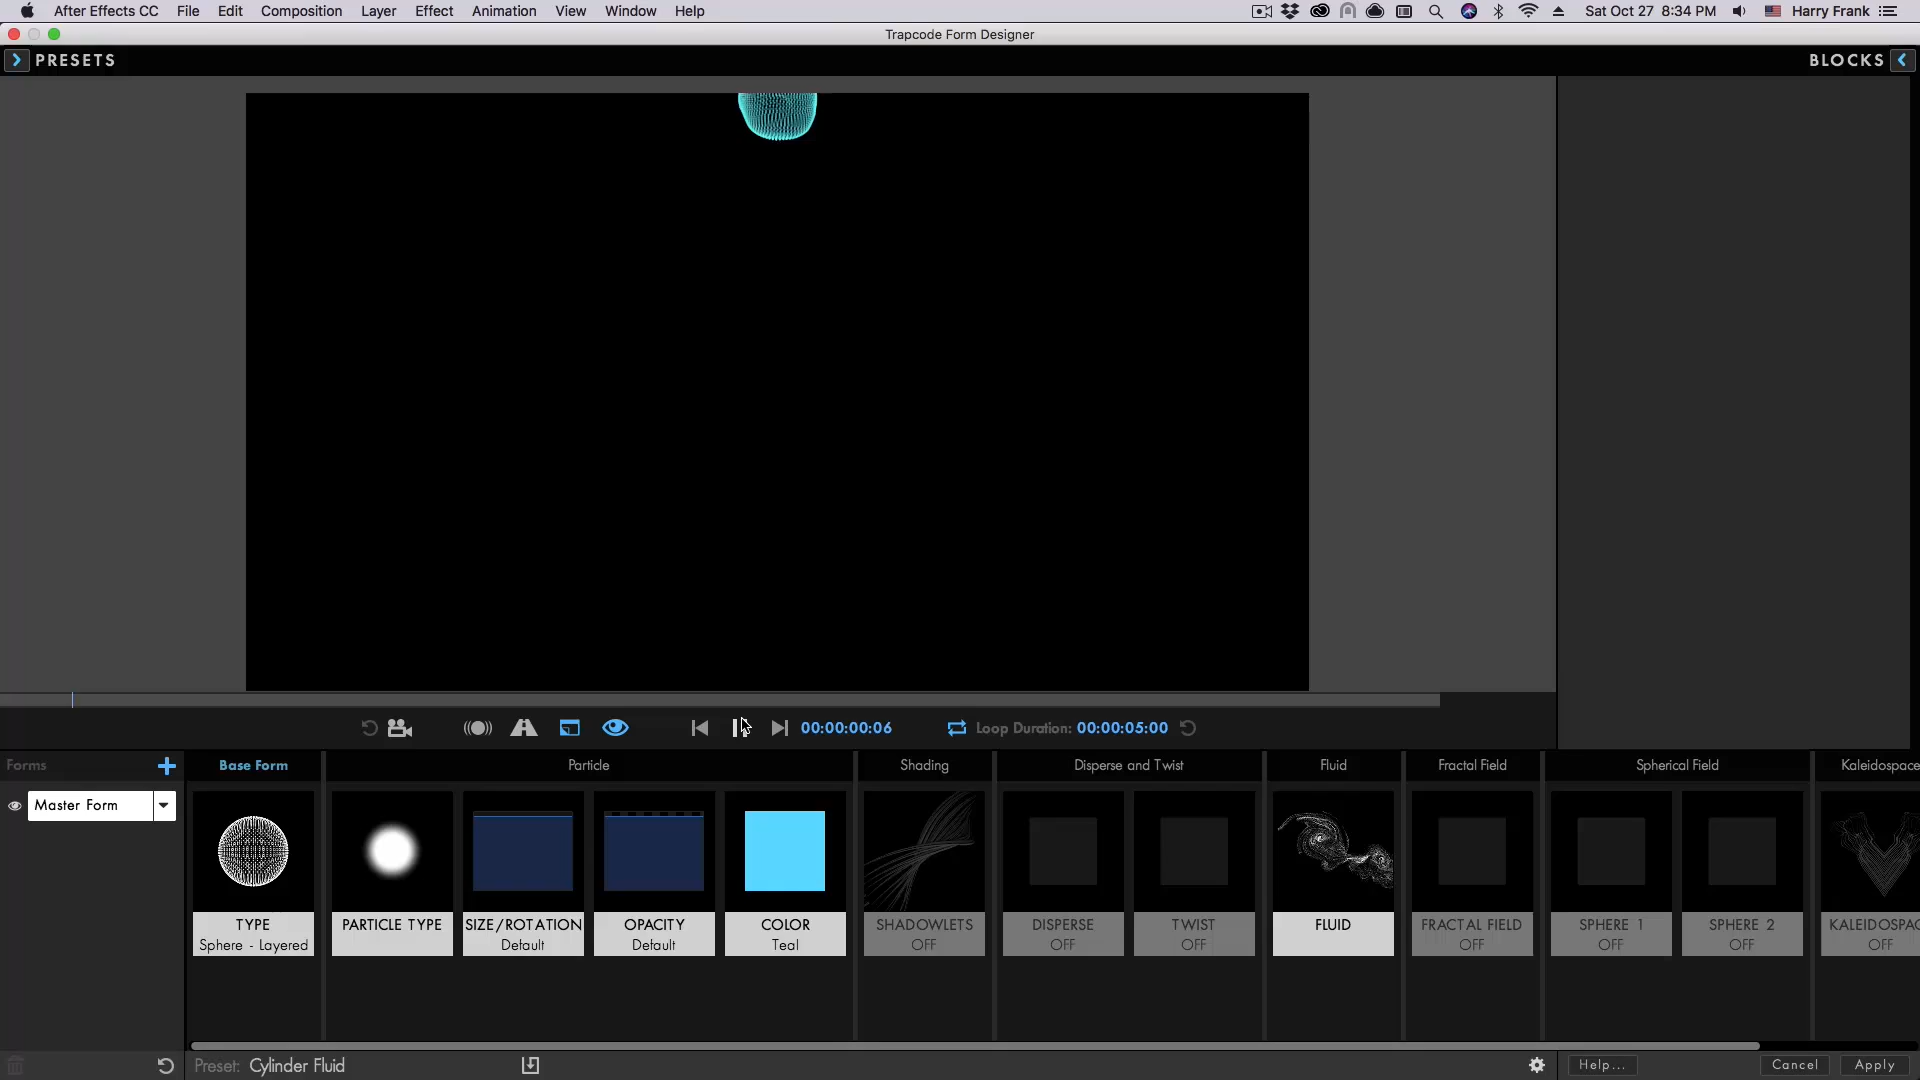 After Effects CC File Edit Composition Layer Effect Animation View Window Help Sat Oct 27 8:34 PM Harry Frank
Trapcode Form Designer
PRESETS BLOCKS
00:00:00:06 Loop Duration: 00:00:05:00
Forms Base Form Particle Shading Disperse and Twist Fluid Fractal Field Spherical Field Kaleidospace
Master Form
TYPE PARTICLE TYPE SIZE/ROTATION OPACITY COLOR SHADOWLETS DISPERSE TWIST FLUID FRACTAL FIELD SPHERE 1 SPHERE 2 KALEIDOSPAC
Sphere - Layered Default Default Teal OFF OFF OFF OFF OFF OFF OFF
Preset: Cylinder Fluid Help... Cancel Apply